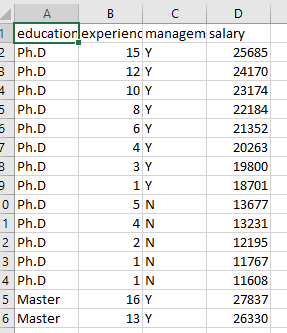 A B C D
1 education experienc managem salary
2 Ph.D 15 Y 25685
3 Ph.D 12 Y 24170
4 Ph.D 10 Y 23174
5 Ph.D 8 Y 22184
6 Ph.D 6 Y 21352
7 Ph.D 4 Y 20263
8 Ph.D 3 Y 19800
9 Ph.D 1 Y 18701
0 Ph.D 5 N 13677
1 Ph.D 4 N 13231
2 Ph.D 2 N 12195
3 Ph.D 1 N 11767
4 Ph.D 1 N 11608
5 Master 16 Y 27837
6 Master 13 Y 26330